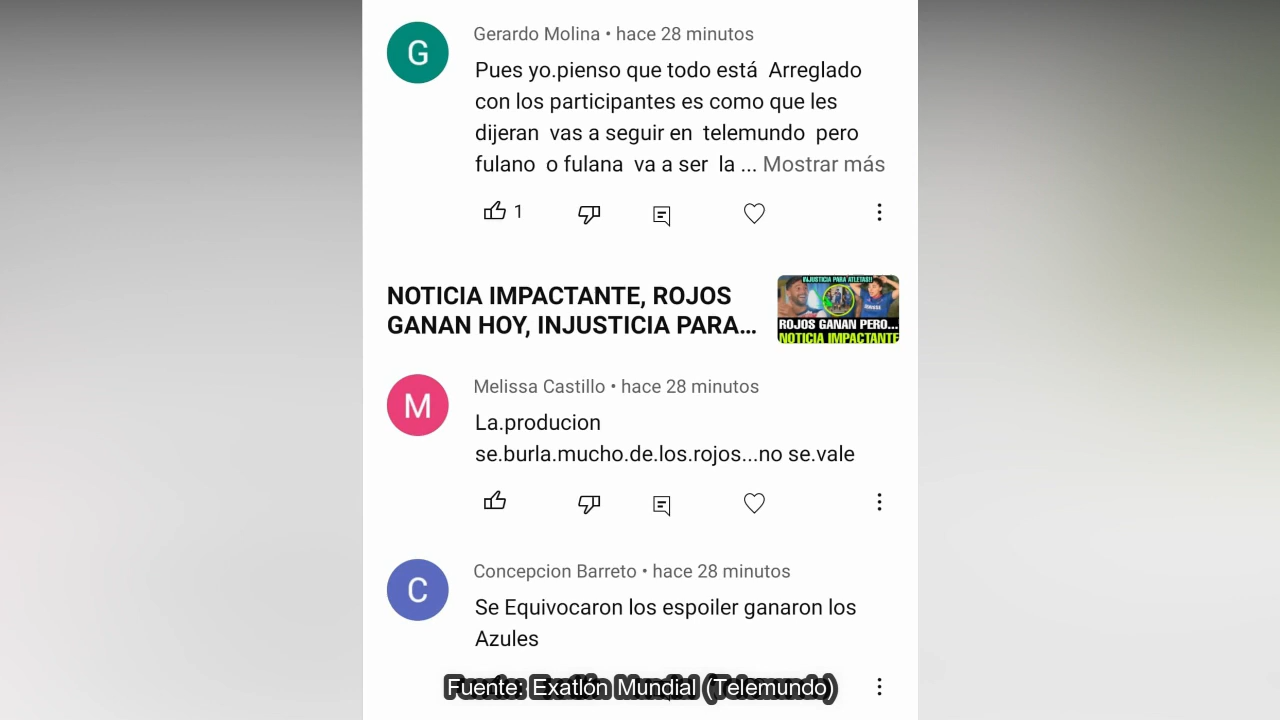 G
Gerardo Molina • hace 28 minutos
Pues yo.pienso que todo está Arreglado
con los participantes es como que les
dijeran vas a seguir en telemundo pero
fulano o fulana va a ser la ... Mostrar más
1
NOTICIA IMPACTANTE, ROJOS
GANAN HOY, INJUSTICIA PARA...
INJUSTICIA PARA ATLETAS!!
ROJOS GANAN PERO...
NOTICIA IMPACTANTE
M
Melissa Castillo • hace 28 minutos
La.producion
se.burla.mucho.de.los.rojos...no se.vale
C
Concepcion Barreto • hace 28 minutos
Se Equivocaron los espoiler ganaron los
Azules
Fuente: Exatlón Mundial (Telemundo)